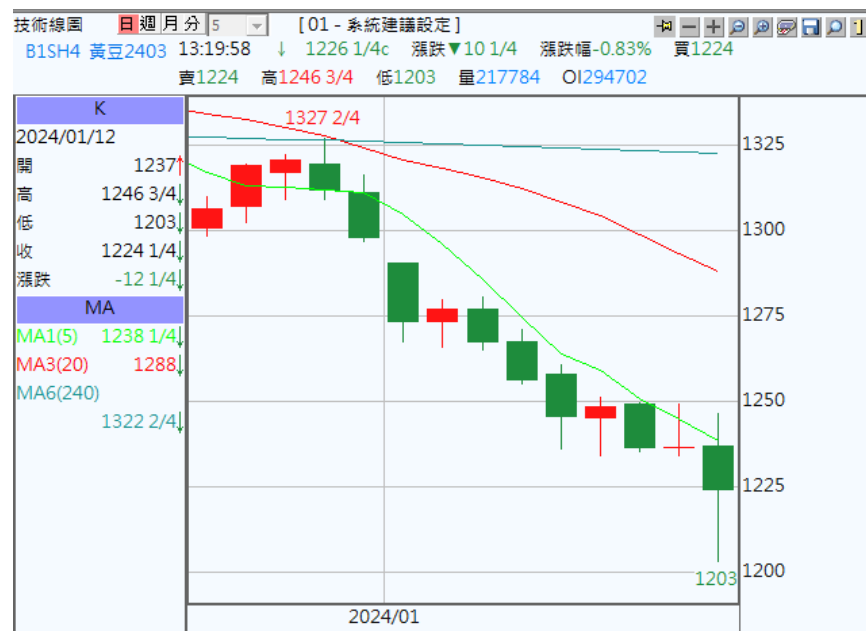 技術線圖 日 週 月 分 5 [ 01 - 系統建議設定 ]
B1SH4 黃豆2403 13:19:58 ↓ 1226 1/4c 漲跌▼10 1/4 漲跌幅-0.83% 買1224
賣1224 高1246 3/4 低1203 量217784 OI294702
K
2024/01/12
開 1237↑
高 1246 3/4↓
低 1203↓
收 1224 1/4↓
漲跌 -12 1/4↓
MA
MA1(5) 1238 1/4↓
MA3(20) 1288↓
MA6(240)
1322 2/4↓
1327 2/4
1325
1300
1275
1250
1225
1200
1203
2024/01